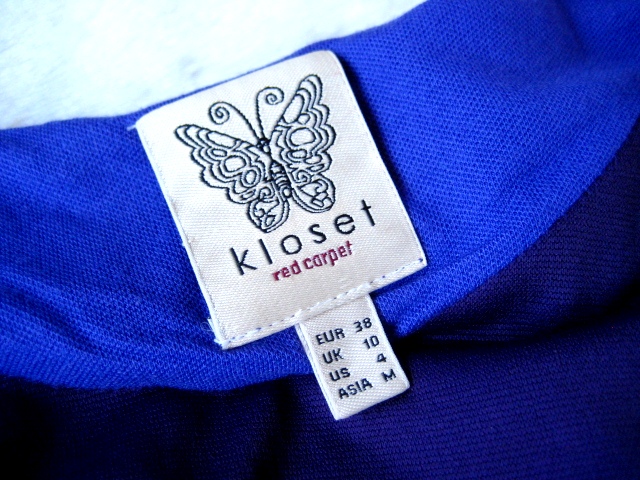 kloset
red carpet
EUR 38
UK 10
US 4
ASIA M